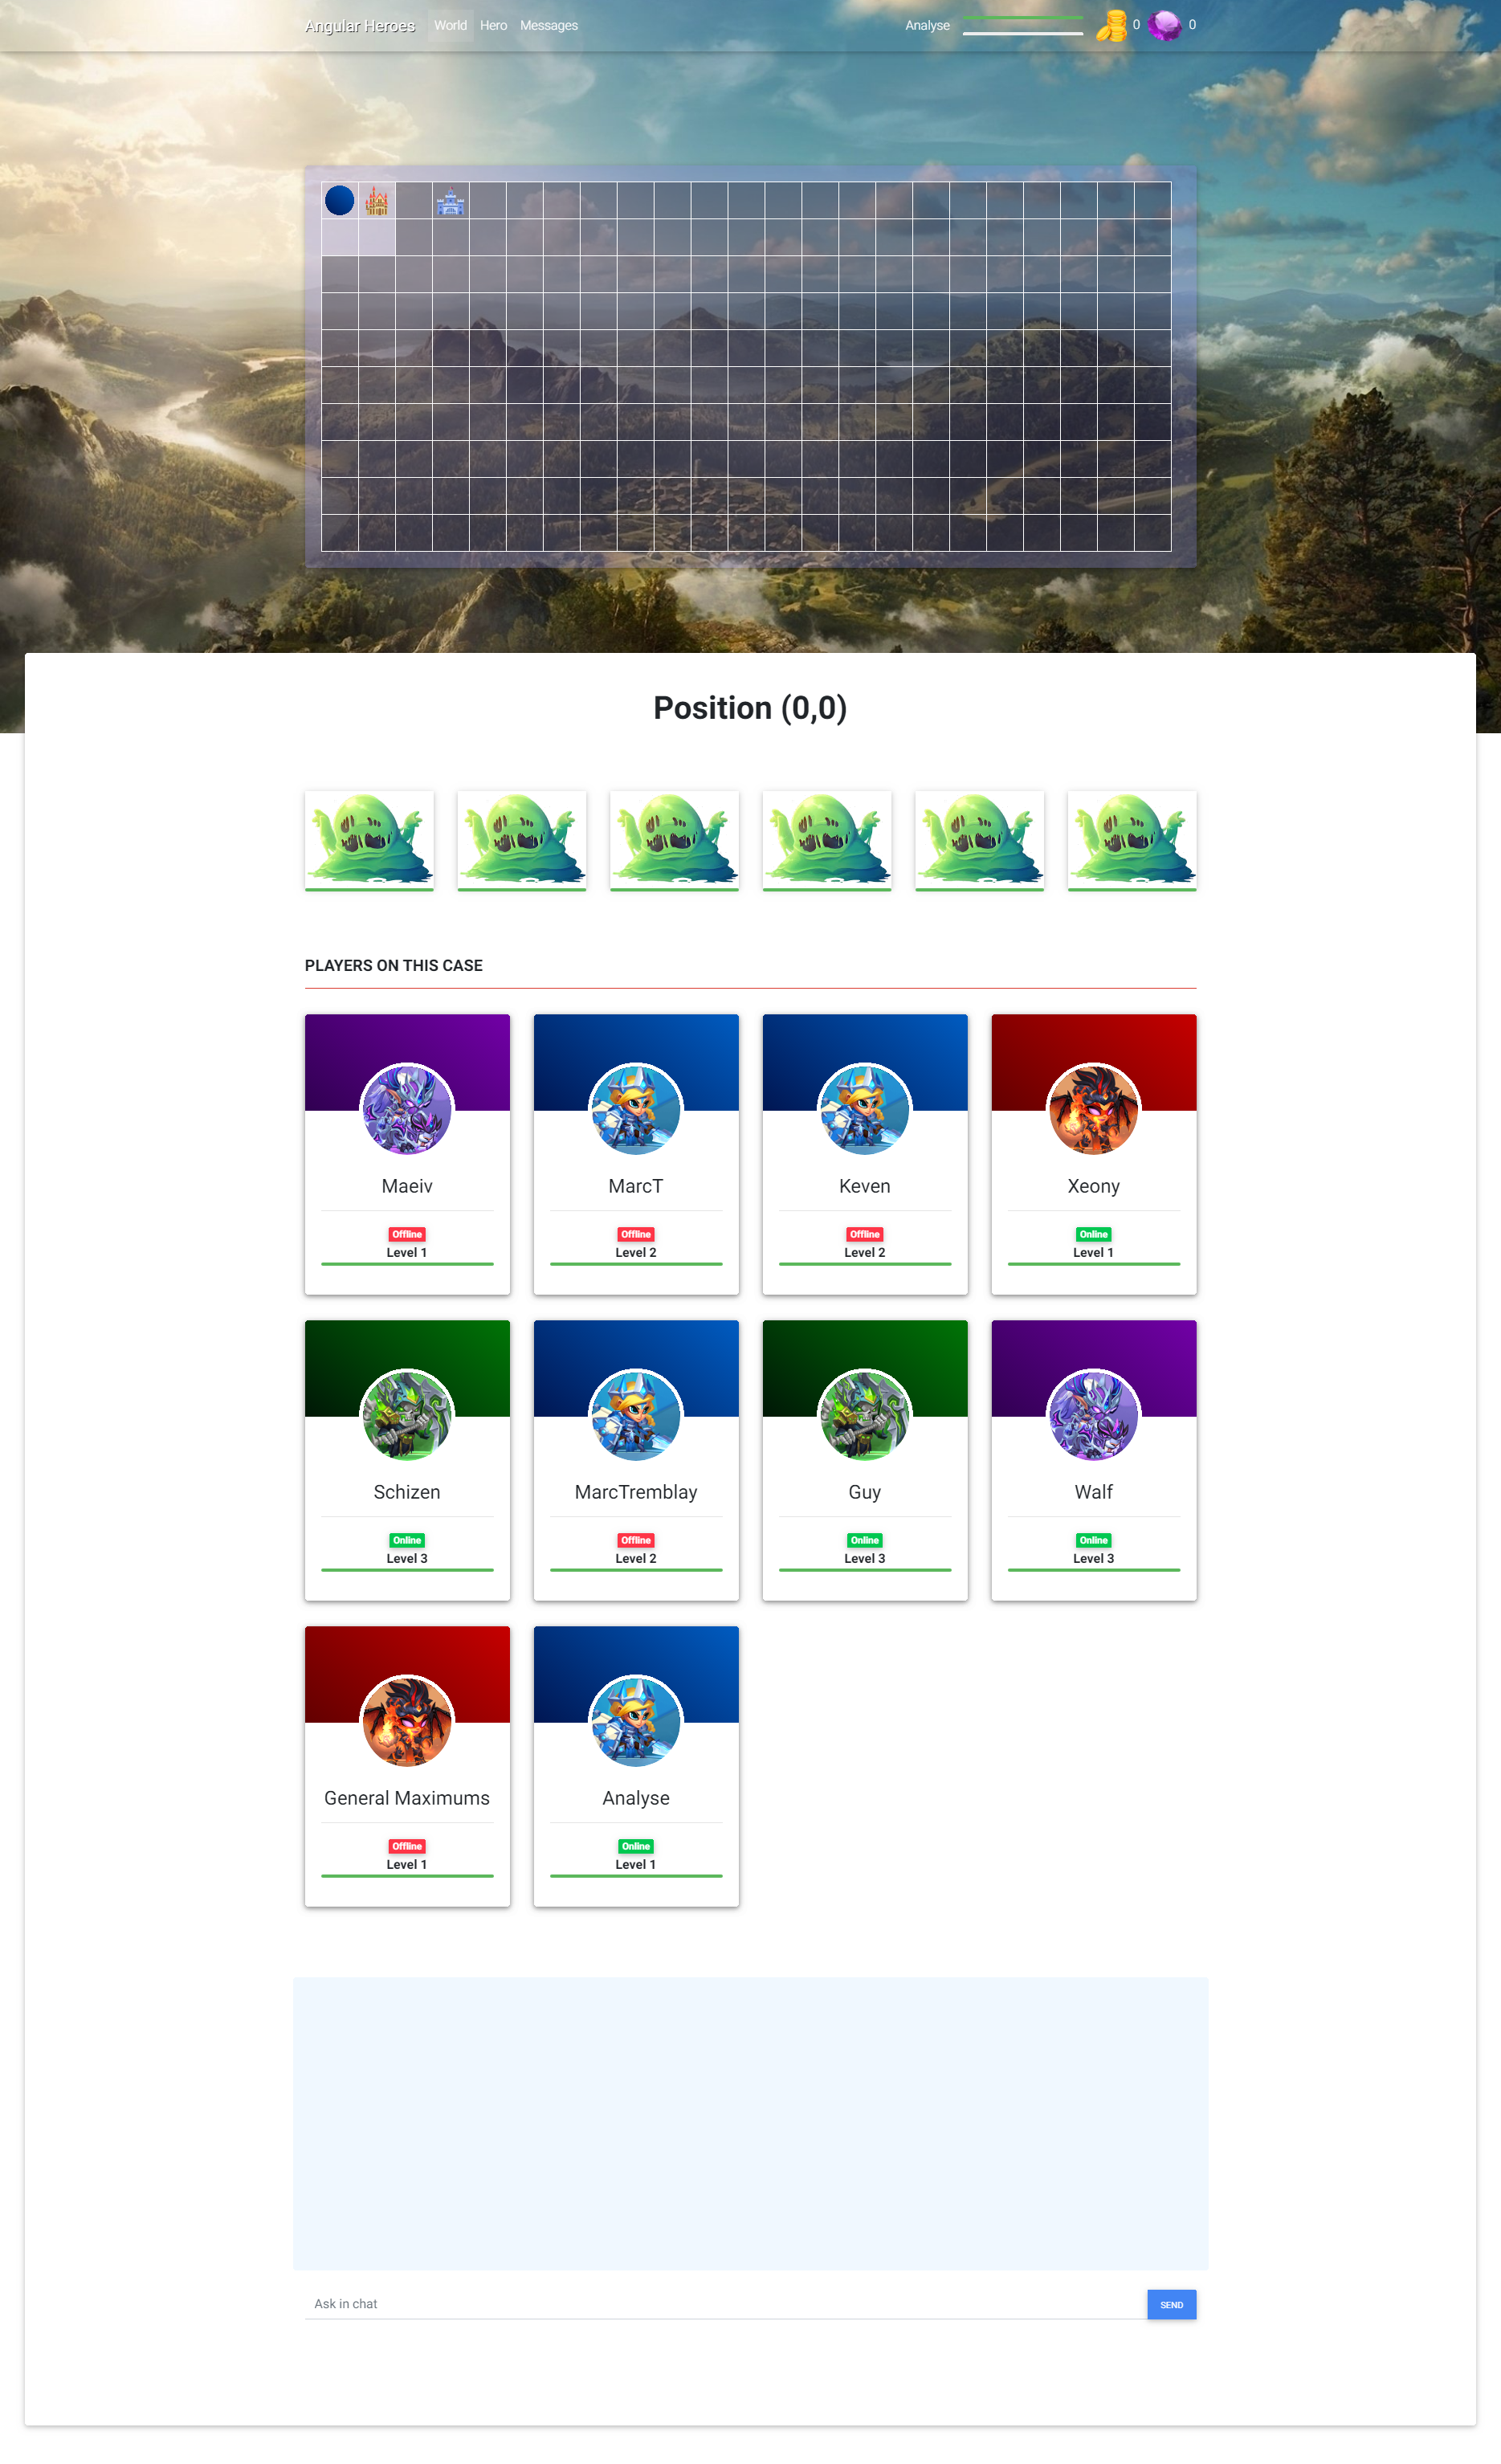 Angular Heroes World Hero Messages Analyse 0 0
Position (0,0)
PLAYERS ON THIS CASE
Maeiv
Offline
Level 1
MarcT
Offline
Level 2
Keven
Offline
Level 2
Xeony
Online
Level 1
Schizen
Online
Level 3
MarcTremblay
Offline
Level 2
Guy
Online
Level 3
Walf
Online
Level 3
General Maximums
Offline
Level 1
Analyse
Online
Level 1
Ask in chat
SEND